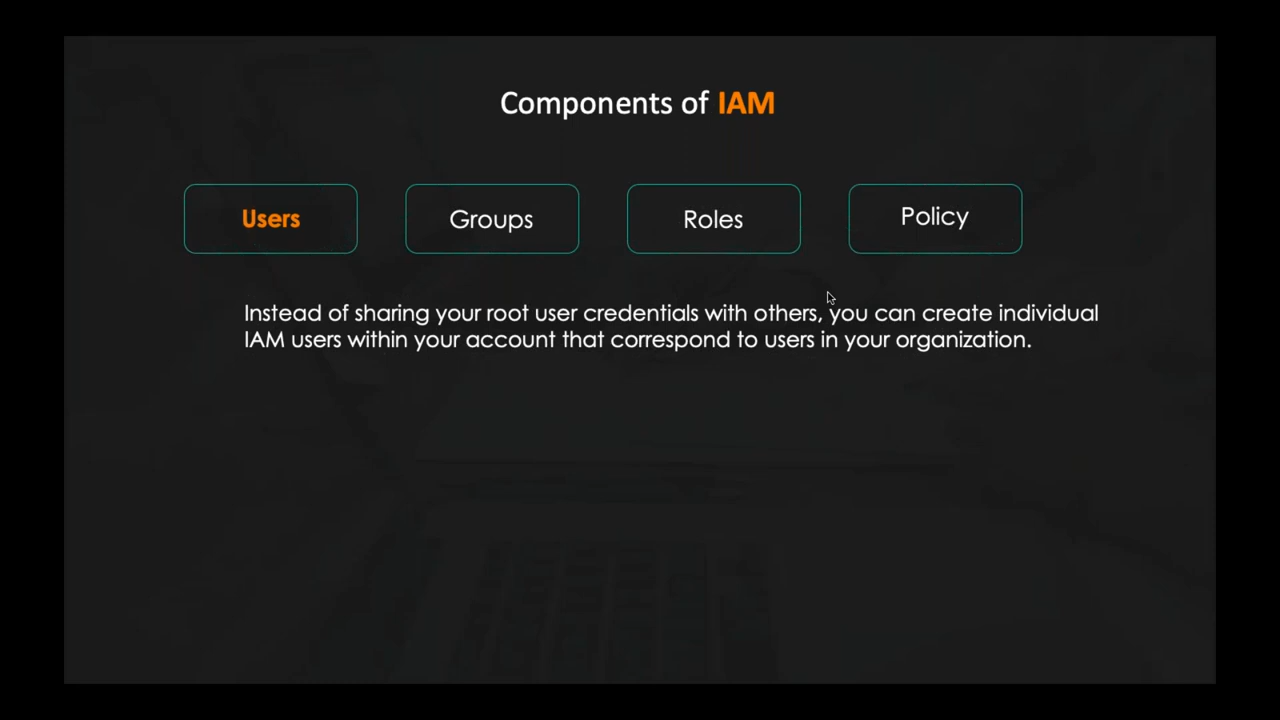 Components of IAM
Users
Groups
Roles
Policy
Instead of sharing your root user credentials with others, you can create individual
IAM users within your account that correspond to users in your organization.